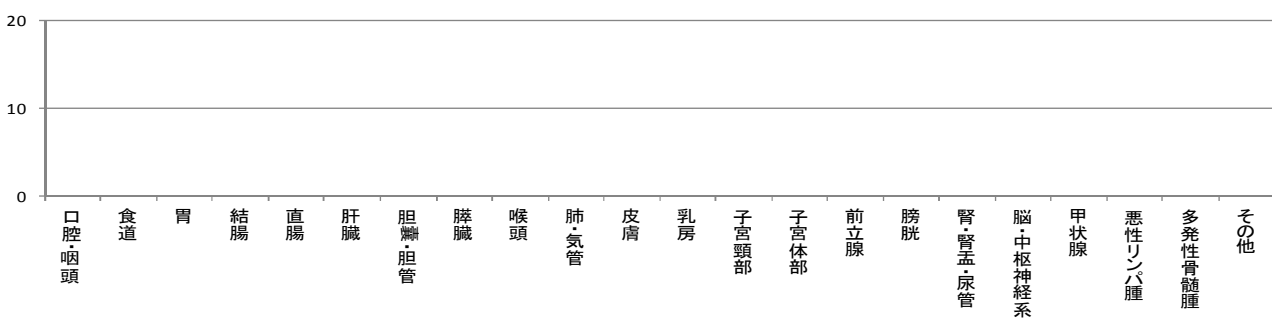 20
10
0
口腔・咽頭
食道
胃
結腸
直腸
肝臓
胆嚢・胆管
膵臓
喉頭
肺・気管
皮膚
乳房
子宮頸部
子宮体部
前立腺
膀胱
腎・腎盂・尿管
脳・中枢神経系
甲状腺
悪性リンパ腫
多発性骨髄腫
その他